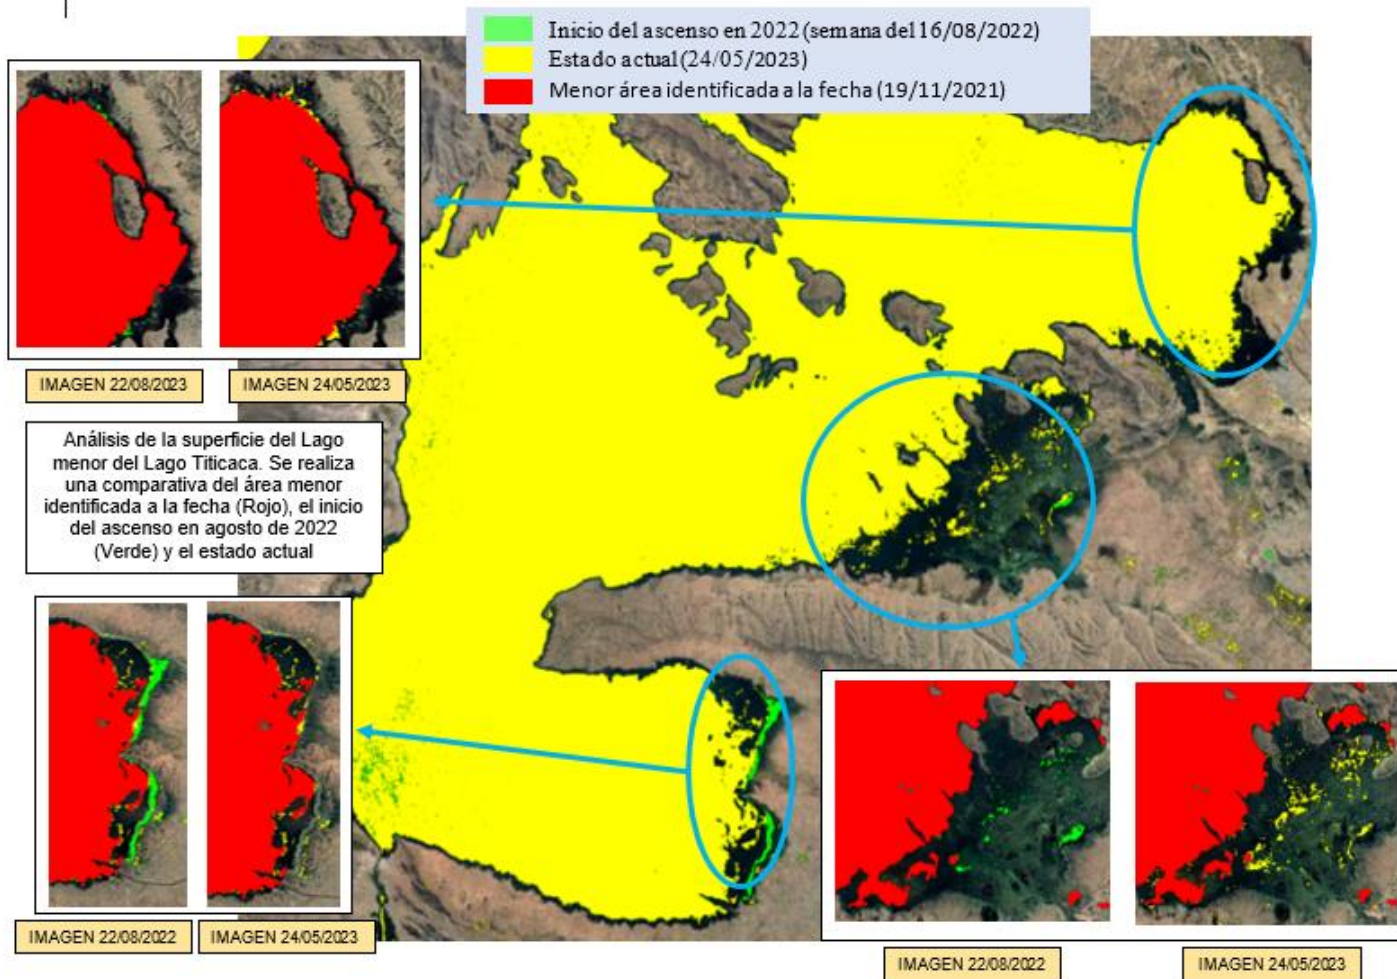 Inicio del ascenso en 2022 (semana del 16/08/2022)
Estado actual (24/05/2023)
Menor área identificada a la fecha (19/11/2021)
IMAGEN 22/08/2023
IMAGEN 24/05/2023
Análisis de la superficie del Lago
menor del Lago Titicaca. Se realiza
una comparativa del área menor
identificada a la fecha (Rojo), el inicio
del ascenso en agosto de 2022
(Verde) y el estado actual
IMAGEN 22/08/2022
IMAGEN 24/05/2023
IMAGEN 22/08/2022
IMAGEN 24/05/2023